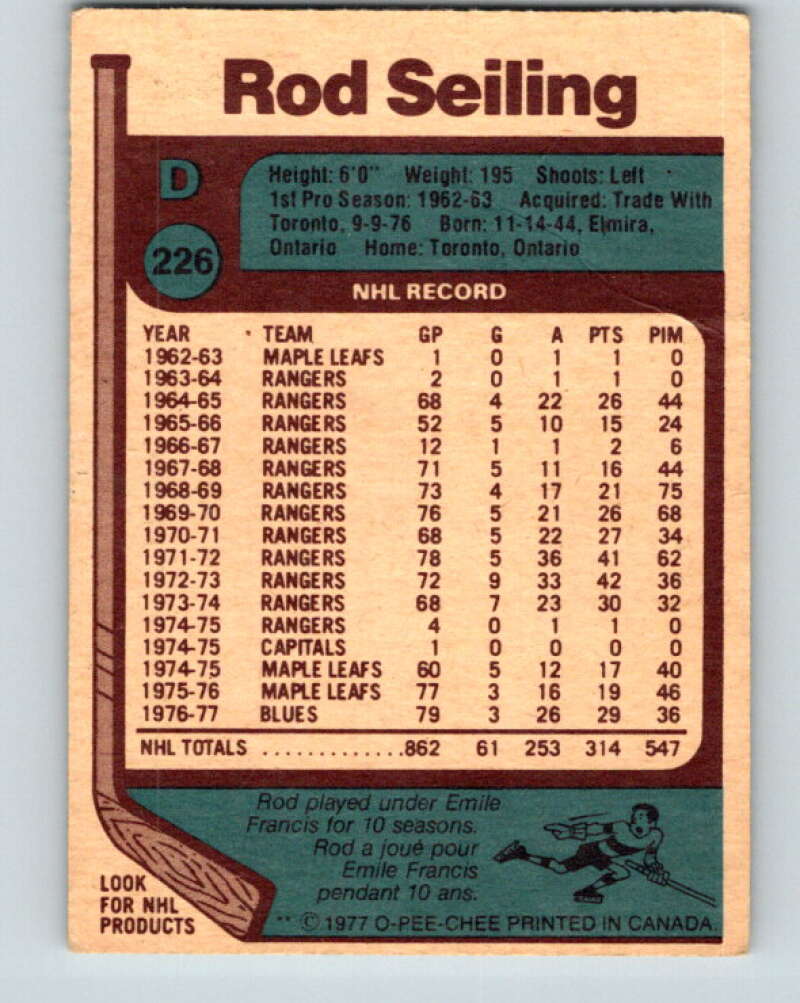 Rod Seiling
D
Height: 6'0" Weight: 195 Shoots: Left
1st Pro Season: 1962-63 Acquired: Trade With
Toronto, 9-9-76 Born: 11-14-44, Elmira,
Ontario Home: Toronto, Ontario
226
NHL RECORD
YEAR TEAM GP G A PTS PIM
1962-63 MAPLE LEAFS 1 0 1 1 0
1963-64 RANGERS 2 0 1 1 0
1964-65 RANGERS 68 4 22 26 44
1965-66 RANGERS 52 5 10 15 24
1966-67 RANGERS 12 1 1 2 6
1967-68 RANGERS 71 5 11 16 44
1968-69 RANGERS 73 4 17 21 75
1969-70 RANGERS 76 5 21 26 68
1970-71 RANGERS 68 5 22 27 34
1971-72 RANGERS 78 5 36 41 62
1972-73 RANGERS 72 9 33 42 36
1973-74 RANGERS 68 7 23 30 32
1974-75 RANGERS 4 0 1 1 0
1974-75 CAPITALS 1 0 0 0 0
1974-75 MAPLE LEAFS 60 5 12 17 40
1975-76 MAPLE LEAFS 77 3 16 19 46
1976-77 BLUES 79 3 26 29 36
NHL TOTALS .............862 61 253 314 547
Rod played under Emile
Francis for 10 seasons.
Rod a joué pour
Emile Francis
pendant 10 ans.
LOOK
FOR NHL
PRODUCTS
** © 1977 O-PEE-CHEE PRINTED IN CANADA.